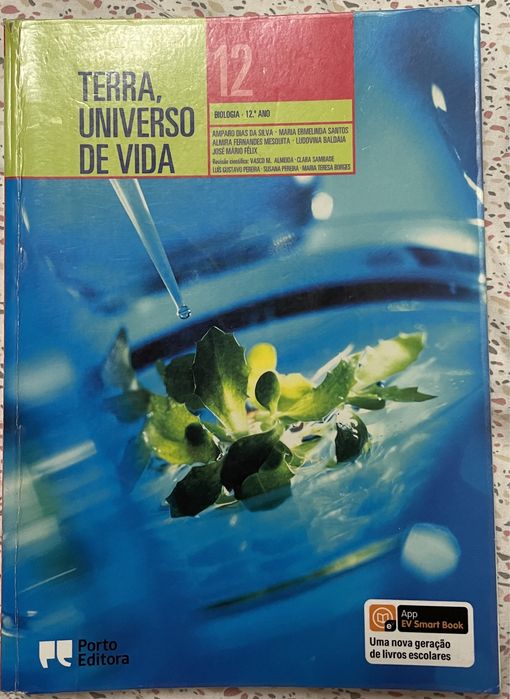 TERRA,
UNIVERSO
DE VIDA
12
BIOLOGIA · 12.º ANO
AMPARO DIAS DA SILVA · MARIA ERMELINDA SANTOS
ALMIRA FERNANDES MESQUITA · LUDOVINA BALDAIA
JOSÉ MÁRIO FÉLIX
Revisão científica: VASCO M. ALMEIDA · CLARA SAMBADE
LUÍS GUSTAVO PEREIRA · SUSANA PEREIRA · MARIA TERESA BORGES
Porto
Editora
e
App
EV Smart Book
Uma nova geração
de livros escolares